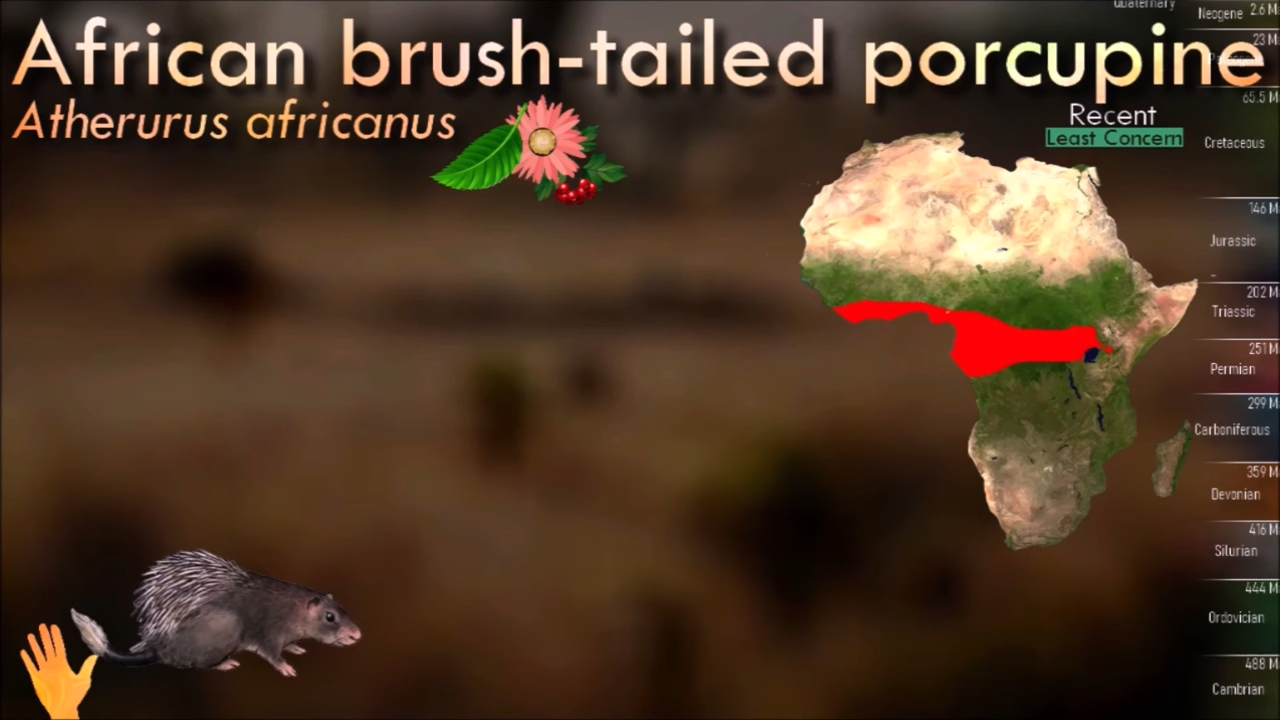 African brush-tailed porcupine
Atherurus africanus
Recent
Least Concern
Quaternary
2.6 M
Neogene
23 M
65.5 M
Cretaceous
146 M
Jurassic
202 M
Triassic
251 M
Permian
299 M
Carboniferous
359 M
Devonian
416 M
Silurian
444 M
Ordovician
488 M
Cambrian